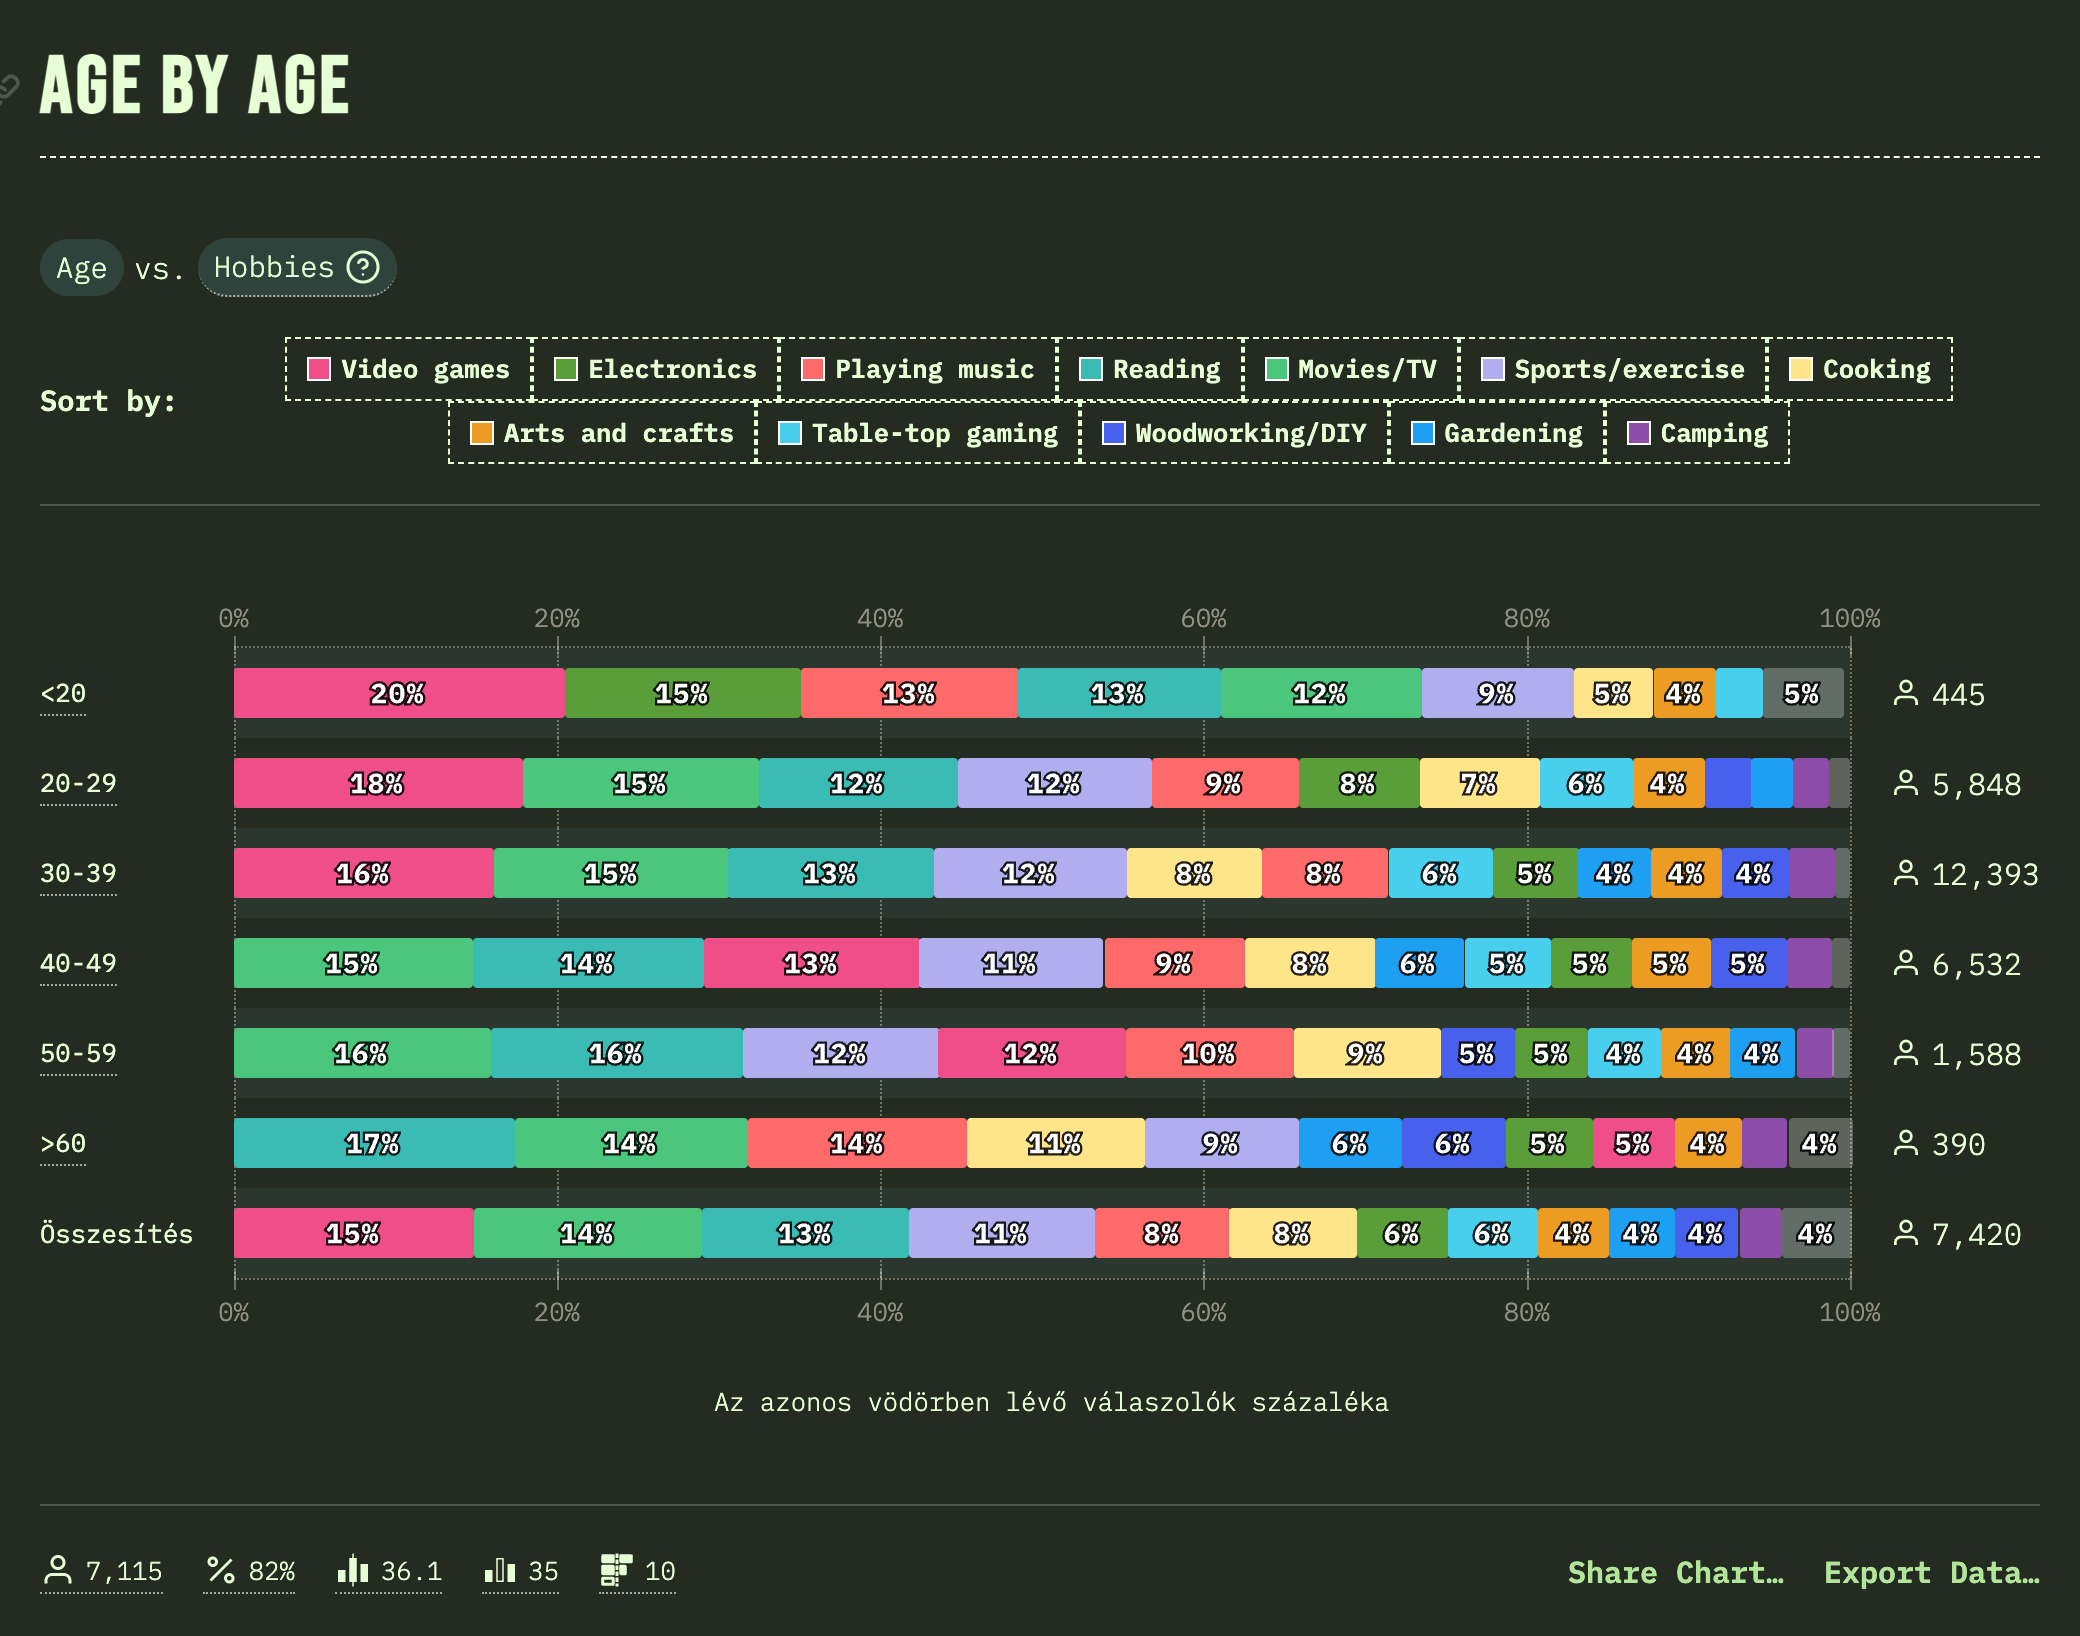 AGE BY AGE
Age vs. Hobbies ?
Video games Electronics Playing music Reading Movies/TV Sports/exercise Cooking
Sort by:
Arts and crafts Table-top gaming Woodworking/DIY Gardening Camping
0% 20% 40% 60% 80% 100%
<20 20% 15% 13% 13% 12% 9% 5% 4% 5% 445
20-29 18% 15% 12% 12% 9% 8% 7% 6% 4% 5,848
30-39 16% 15% 13% 12% 8% 8% 6% 5% 4% 4% 4% 12,393
40-49 15% 14% 13% 11% 9% 8% 6% 5% 5% 5% 5% 6,532
50-59 16% 16% 12% 12% 10% 9% 5% 5% 4% 4% 4% 1,588
>60 17% 14% 14% 11% 9% 6% 6% 5% 5% 4% 4% 390
Összesítés 15% 14% 13% 11% 8% 8% 6% 6% 4% 4% 4% 4% 7,420
0% 20% 40% 60% 80% 100%
Az azonos vödörben lévő válaszolók százaléka
7,115 82% 36.1 35 10 Share Chart… Export Data…